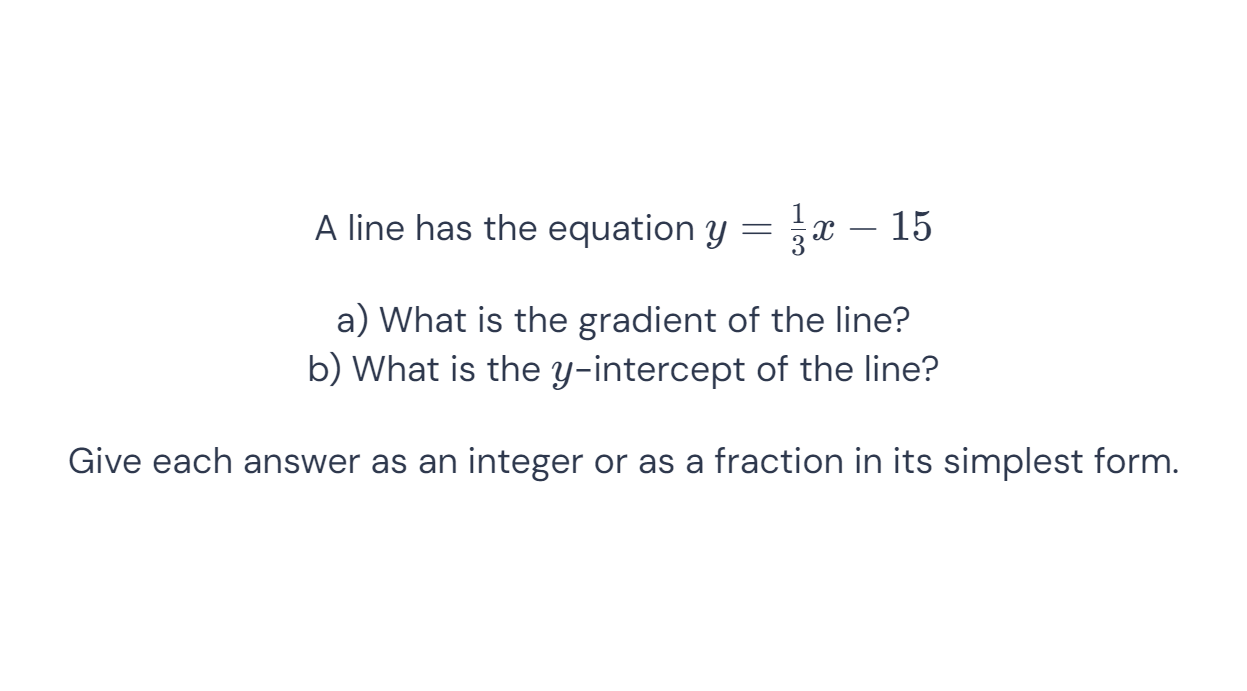 A line has the equation y = \frac{1}{3}x − 15
a) What is the gradient of the line?
b) What is the y-intercept of the line?
Give each answer as an integer or as a fraction in its simplest form.